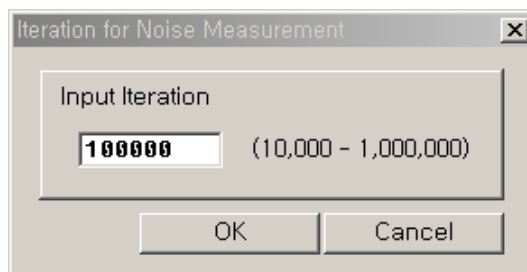 Iteration for Noise Measurement
Input Iteration
100000 (10,000 - 1,000,000)
OK Cancel